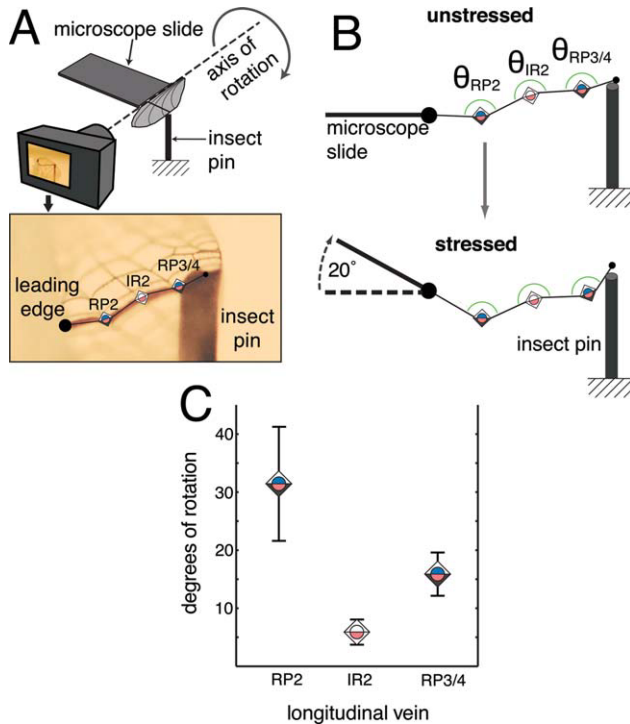 A
microscope slide
axis of
rotation
insect
pin
leading
edge
RP2
IR2
RP3/4
insect
pin
B
unstressed
θRP2
θIR2
θRP3/4
microscope
slide
stressed
20°
insect pin
C
degrees of rotation
40
30
20
10
RP2
IR2
RP3/4
longitudinal vein